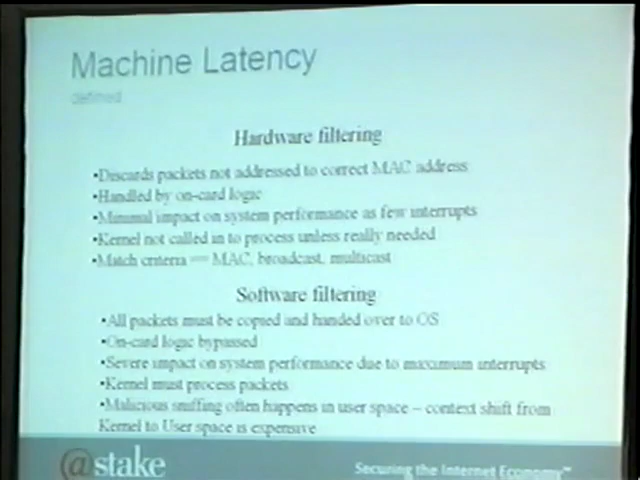 Machine Latency
defined
Hardware filtering
•Discards packets not addressed to correct MAC address
•Handled by on-card logic
•Minimal impact on system performance as few interrupts
•Kernel not called in to process unless really needed
•Match criteria == MAC, broadcast, multicast
Software filtering
•All packets must be copied and handed over to OS
•On-card logic bypassed
•Severe impact on system performance due to maximum interrupts
•Kernel must process packets
•Malicious sniffing often happens in user space – context shift from
Kernel to User space is expensive
@stake
Securing the Internet Economy™